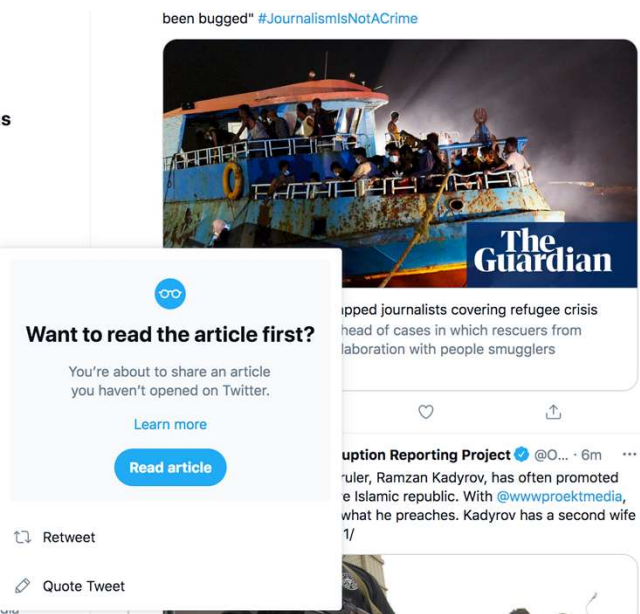 been bugged" #JournalismIsNotACrime
s
The
Guardian
apped journalists covering refugee crisis
head of cases in which rescuers from
laboration with people smugglers
Want to read the article first?
You're about to share an article
you haven't opened on Twitter.
Learn more
Read article
Retweet
Quote Tweet
uption Reporting Project @O... · 6m
ruler, Ramzan Kadyrov, has often promoted
e Islamic republic. With @wwwproektmedia,
what he preaches. Kadyrov has a second wife
1/